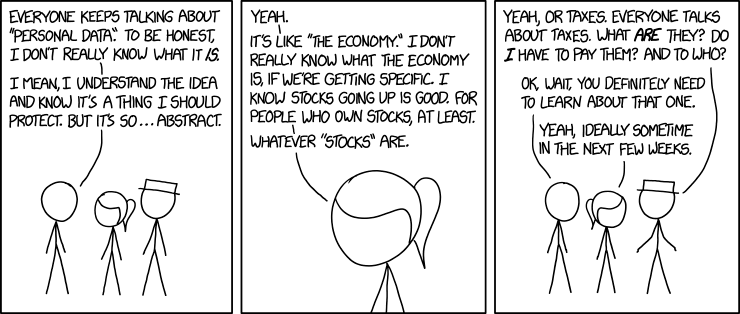 EVERYONE KEEPS TALKING ABOUT
"PERSONAL DATA." TO BE HONEST,
I DON'T REALLY KNOW WHAT IT IS.
I MEAN, I UNDERSTAND THE IDEA
AND KNOW IT'S A THING I SHOULD
PROTECT. BUT IT'S SO... ABSTRACT.
YEAH.
IT'S LIKE "THE ECONOMY." I DON'T
REALLY KNOW WHAT THE ECONOMY
IS, IF WE'RE GETTING SPECIFIC. I
KNOW STOCKS GOING UP IS GOOD. FOR
PEOPLE WHO OWN STOCKS, AT LEAST.
WHATEVER "STOCKS" ARE.
YEAH, OR TAXES. EVERYONE TALKS
ABOUT TAXES. WHAT ARE THEY? DO
I HAVE TO PAY THEM? AND TO WHO?
OK, WAIT, YOU DEFINITELY NEED
TO LEARN ABOUT THAT ONE.
YEAH, IDEALLY SOMETIME
IN THE NEXT FEW WEEKS.